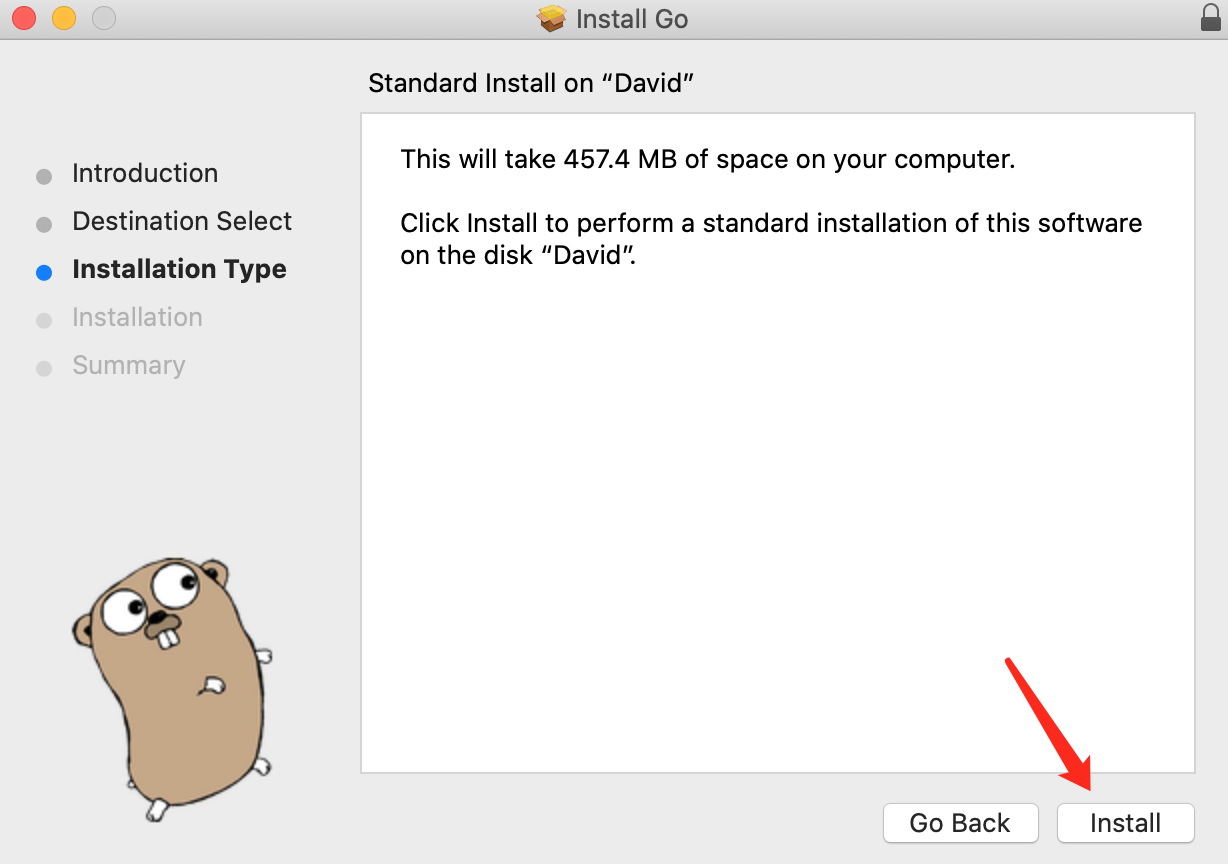 Install Go
Standard Install on “David”
Introduction
Destination Select
Installation Type
Installation
Summary
This will take 457.4 MB of space on your computer.
Click Install to perform a standard installation of this software
on the disk “David”.
Go Back
Install